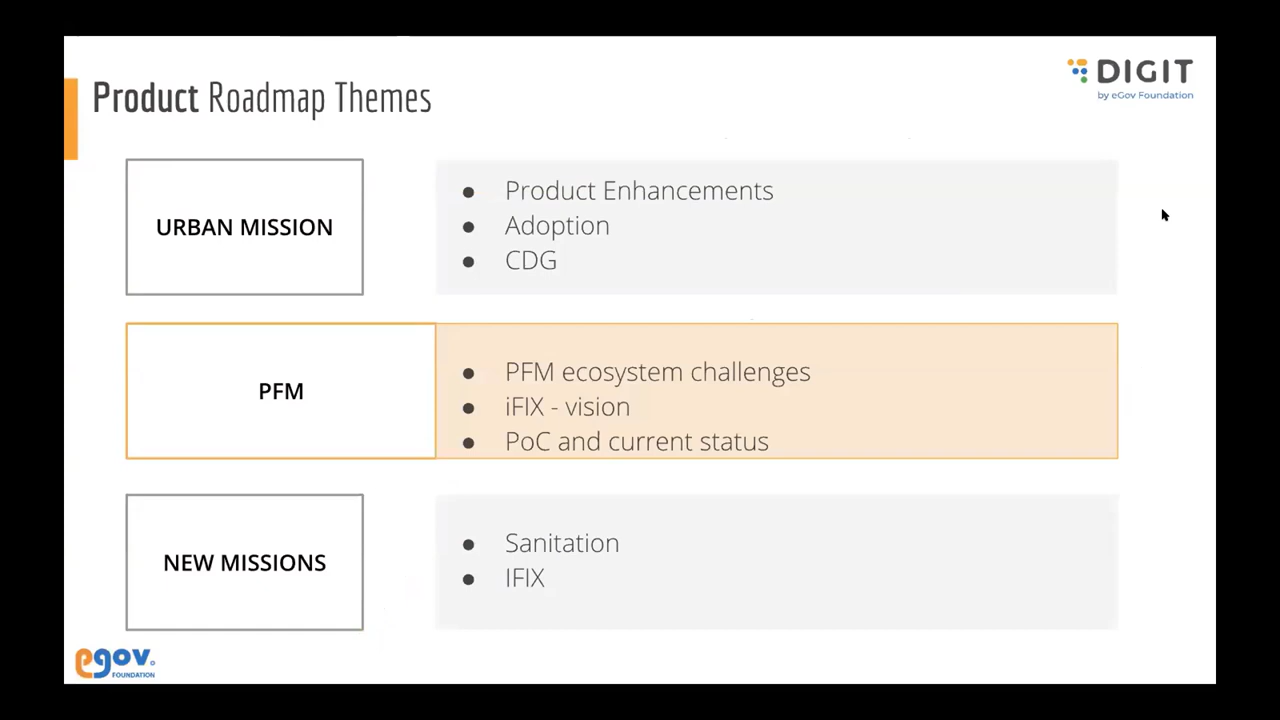 Product Roadmap Themes
DIGIT
by eGov Foundation
URBAN MISSION
● Product Enhancements
● Adoption
● CDG
PFM
● PFM ecosystem challenges
● iFIX - vision
● PoC and current status
NEW MISSIONS
● Sanitation
● IFIX
egov.
FOUNDATION